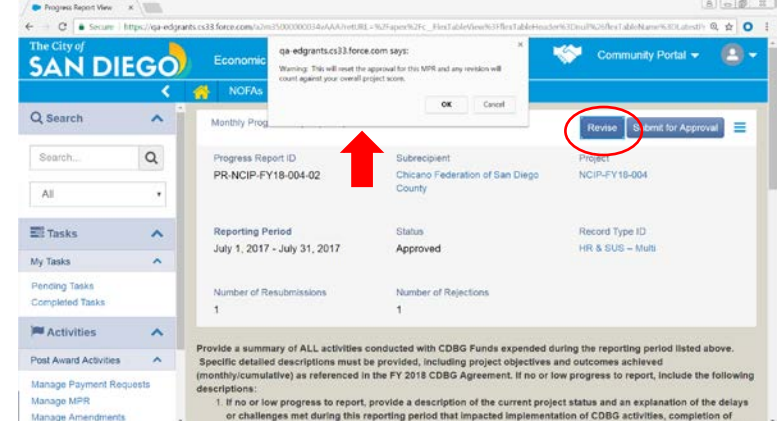 Progress Report View
Secure https://qa-edgrants.cs33.force.com
The City of
SAN DIEGO
Economic
Community Portal
NOFAs
qa-edgrants.cs33.force.com says:
Warning: This will reset the approval for this MPR and any revision will
count against your overall project score.
OK Cancel
Search
Monthly Prog
Revise Submit for Approval
Search...
All
Progress Report ID Subrecipient Project
PR-NCIP-FY18-004-02 Chicano Federation of San Diego NCIP-FY18-004
County
Tasks
Reporting Period Status Record Type ID
July 1, 2017 - July 31, 2017 Approved HR & SUS – Multi
My Tasks
Pending Tasks
Completed Tasks
Number of Resubmissions Number of Rejections
1 1
Activities
Post Award Activities
Manage Payment Requests
Manage MPR
Manage Amendments
Provide a summary of ALL activities conducted with CDBG Funds expended during the reporting period listed above.
Specific detailed descriptions must be provided, including project objectives and outcomes achieved
(monthly/cumulative) as referenced in the FY 2018 CDBG Agreement. If no or low progress to report, include the following
descriptions:
1. If no or low progress to report, provide a description of the current project status and an explanation of the delays
or challenges met during this reporting period that impacted implementation of CDBG activities, completion of